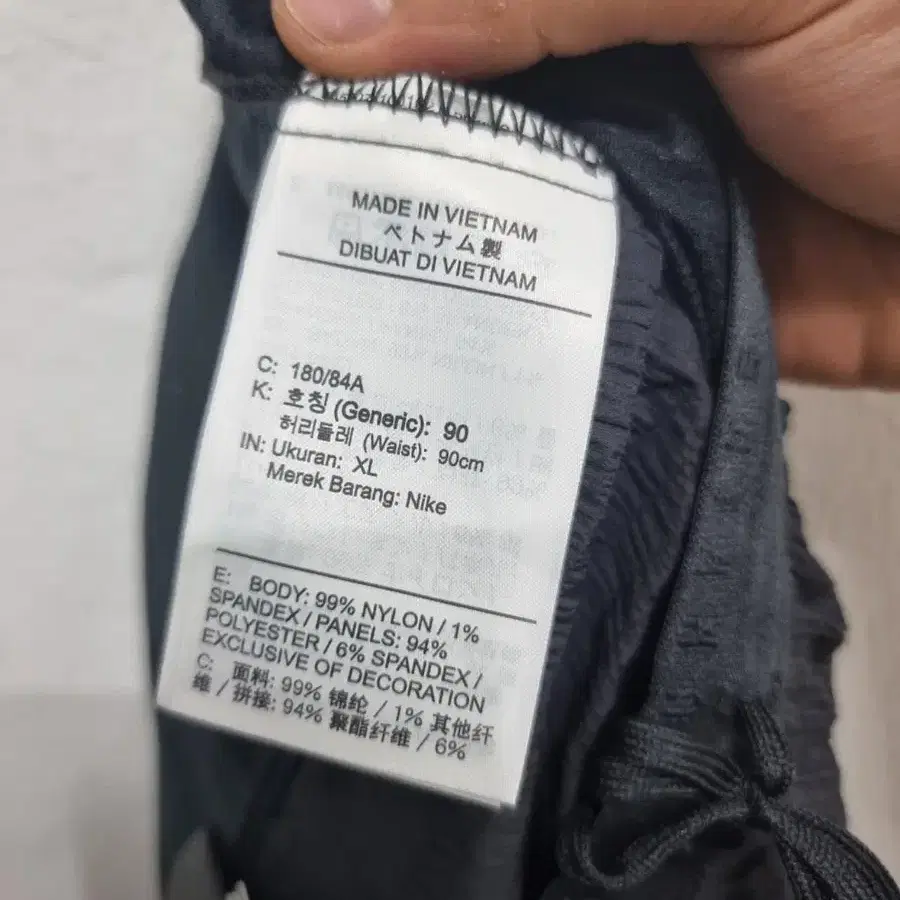 MADE IN VIETNAM
ベトナム製
DIBUAT DI VIETNAM
C: 180/84A
K: 호칭 (Generic): 90
허리둘레 (Waist): 90cm
IN: Ukuran: XL
Merek Barang: Nike
E: BODY: 99% NYLON / 1%
SPANDEX / PANELS: 94%
POLYESTER / 6% SPANDEX /
EXCLUSIVE OF DECORATION
C: 面料: 99% 锦纶 / 1% 其他纤
维 / 拼接: 94% 聚酯纤维 / 6%